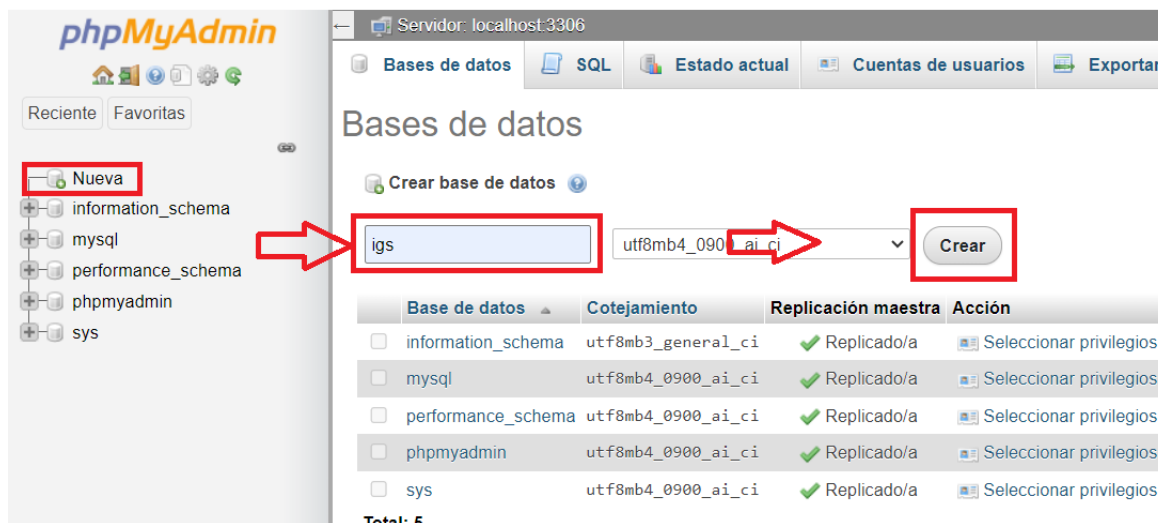 phpMyAdmin
Reciente Favoritas
Nueva
information_schema
mysql
performance_schema
phpmyadmin
sys
Servidor: localhost:3306
Bases de datos SQL Estado actual Cuentas de usuarios Exportar
Bases de datos
Crear base de datos
igs utf8mb4_0900_ai_ci Crear
Base de datos Cotejamiento Replicación maestra Acción
information_schema utf8mb3_general_ci Replicado/a Seleccionar privilegios
mysql utf8mb4_0900_ai_ci Replicado/a Seleccionar privilegios
performance_schema utf8mb4_0900_ai_ci Replicado/a Seleccionar privilegios
phpmyadmin utf8mb4_0900_ai_ci Replicado/a Seleccionar privilegios
sys utf8mb4_0900_ai_ci Replicado/a Seleccionar privilegios
Total: 5